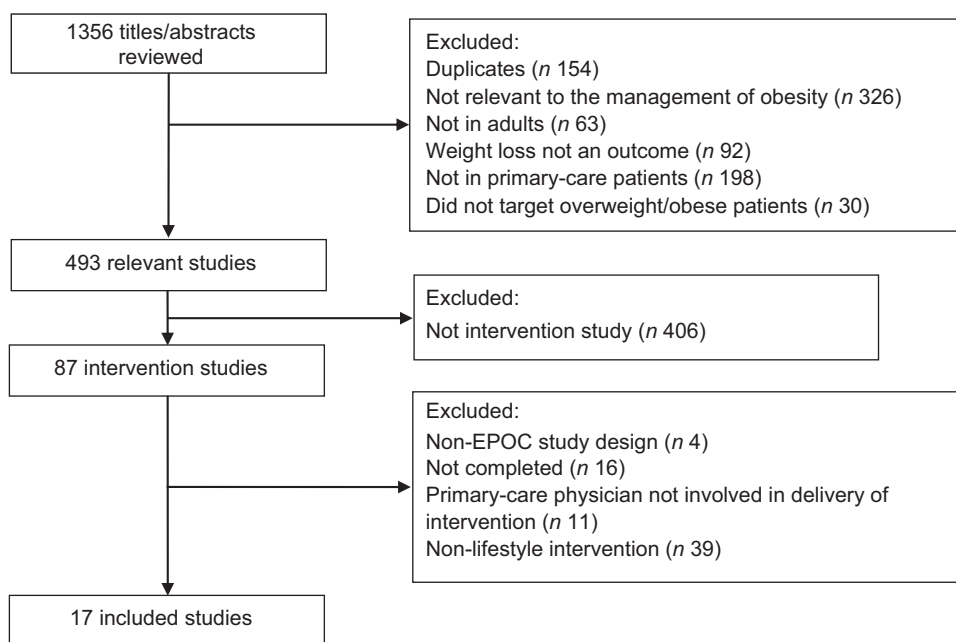 1356 titles/abstracts
reviewed
Excluded:
Duplicates (n 154)
Not relevant to the management of obesity (n 326)
Not in adults (n 63)
Weight loss not an outcome (n 92)
Not in primary-care patients (n 198)
Did not target overweight/obese patients (n 30)
493 relevant studies
Excluded:
Not intervention study (n 406)
87 intervention studies
Excluded:
Non-EPOC study design (n 4)
Not completed (n 16)
Primary-care physician not involved in delivery of
intervention (n 11)
Non-lifestyle intervention (n 39)
17 included studies